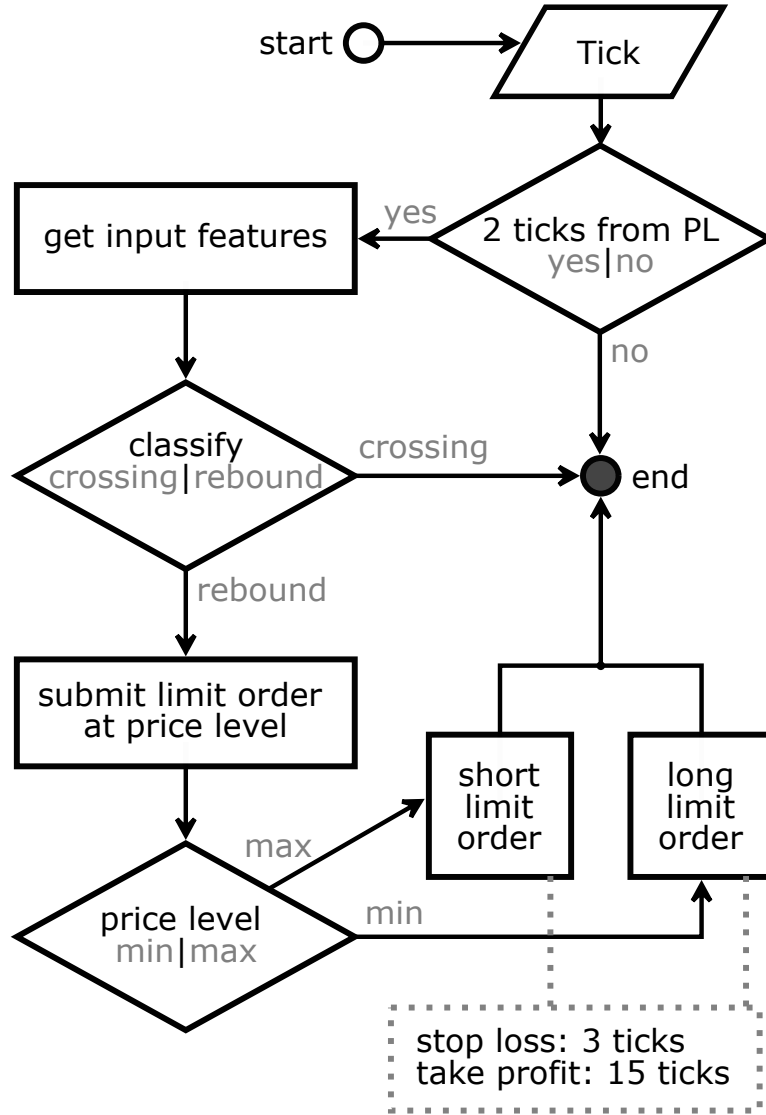 start
Tick
2 ticks from PL
yes|no
yes
no
get input features
classify
crossing|rebound
crossing
end
rebound
submit limit order
at price level
short
limit
order
long
limit
order
max
min
price level
min|max
stop loss: 3 ticks
take profit: 15 ticks